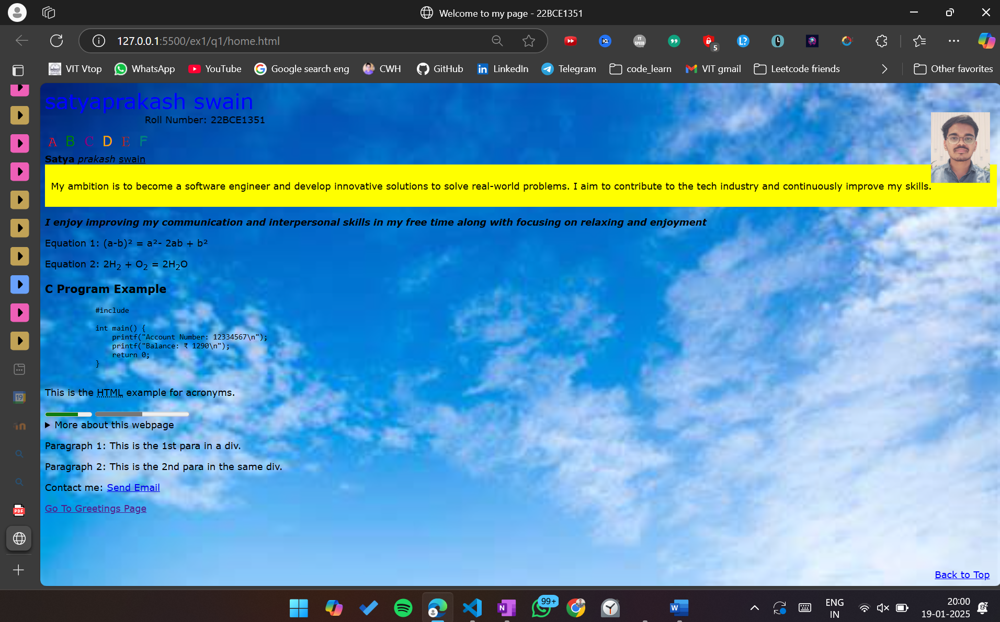 Welcome to my page - 22BCE1351
127.0.0.1:5500/ex1/q1/home.html
IQ YT SPEED 5 L?
VIT Vtop WhatsApp YouTube Google search eng CWH GitHub LinkedIn Telegram code_learn VIT gmail Leetcode friends Other favorites
satyaprakash swain
Roll Number: 22BCE1351
A B C D E F
Satya prakash swain
My ambition is to become a software engineer and develop innovative solutions to solve real-world problems. I aim to contribute to the tech industry and continuously improve my skills.
I enjoy improving my communication and interpersonal skills in my free time along with focusing on relaxing and enjoyment
Equation 1: (a-b)² = a²- 2ab + b²
Equation 2: 2H₂ + O₂ = 2H₂O
C Program Example
#include
int main() {
printf("Account Number: 12334567\n");
printf("Balance: ₹ 1290\n");
return 0;
}
This is the HTML example for acronyms.
More about this webpage
Paragraph 1: This is the 1st para in a div.
Paragraph 2: This is the 2nd para in the same div.
Contact me: Send Email
Go To Greetings Page
Back to Top
19
in
PDF
99+
N
W
ENG
IN
20:00
19-01-2025